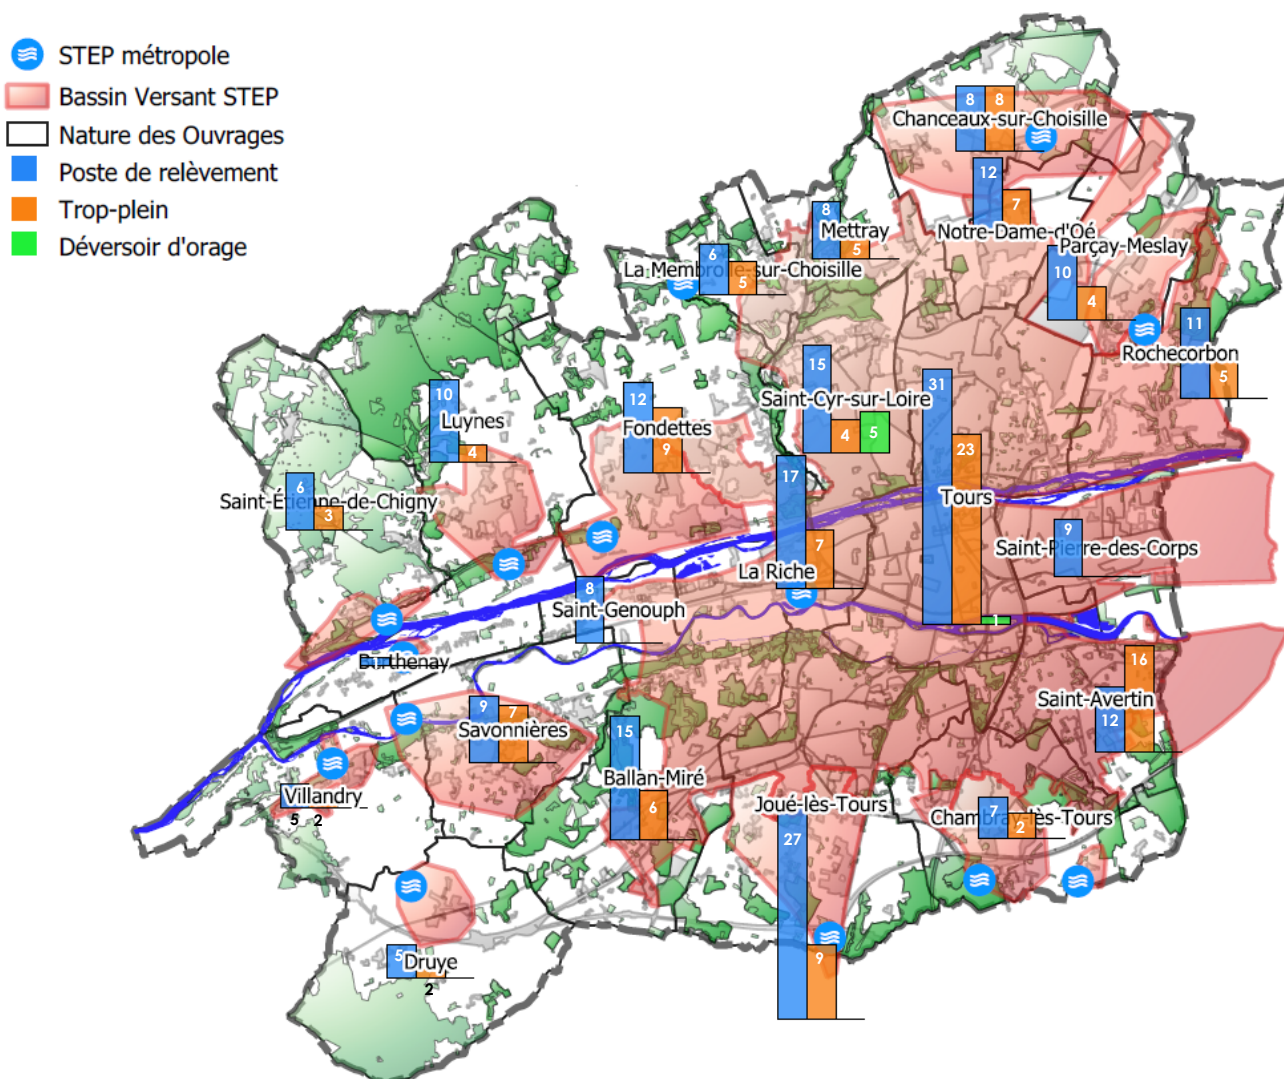 STEP métropole
Bassin Versant STEP
Nature des Ouvrages
Poste de relèvement
Trop-plein
Déversoir d'orage
8 8
Chanceaux-sur-Choisille
12
7
Notre-Dame-d'Oé
8
Mettray
5
6
La Membrolle-sur-Choisille
5
Parçay-Meslay
10
4
11
Rochecorbon
5
15
Saint-Cyr-sur-Loire
4 5
31
23
Tours
10
Luynes
4
12
Fondettes
9
6
Saint-Étienne-de-Chigny
3
17
7
La Riche
9
Saint-Pierre-des-Corps
8
Saint-Genouph
16
Saint-Avertin
12
9 7
Savonnières
Villandry
5 2
15
Ballan-Miré
6
Joué-lès-Tours
27
9
7
Chambray-lès-Tours
2
5
Druye
2